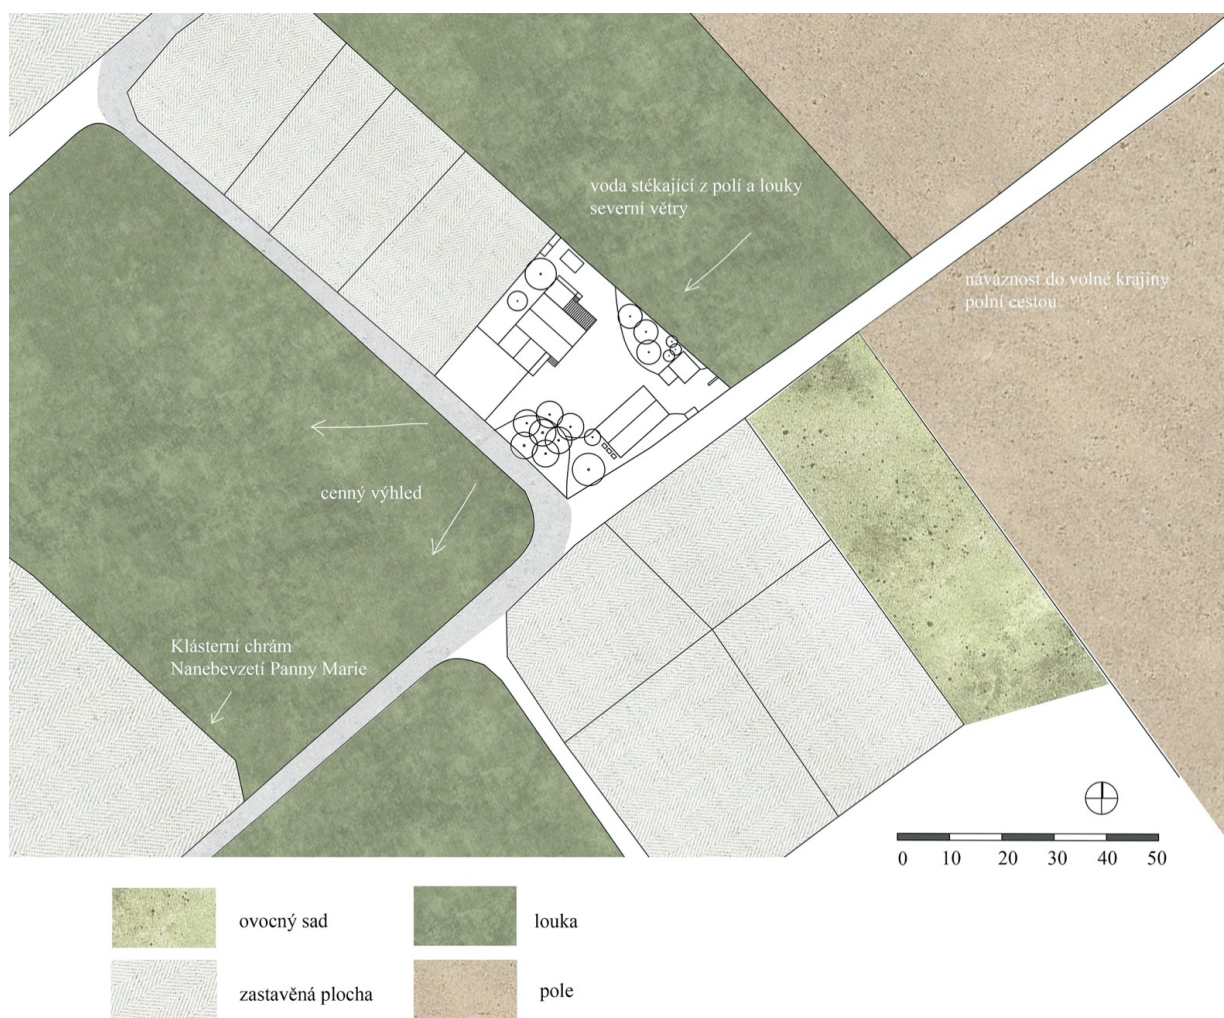 voda stékající z polí a louky
severní větry
návaznost do volné krajiny
polní cestou
cenný výhled
Klásterní chrám
Nanebevzetí Panny Marie
0 10 20 30 40 50
ovocný sad
louka
zastavěná plocha
pole